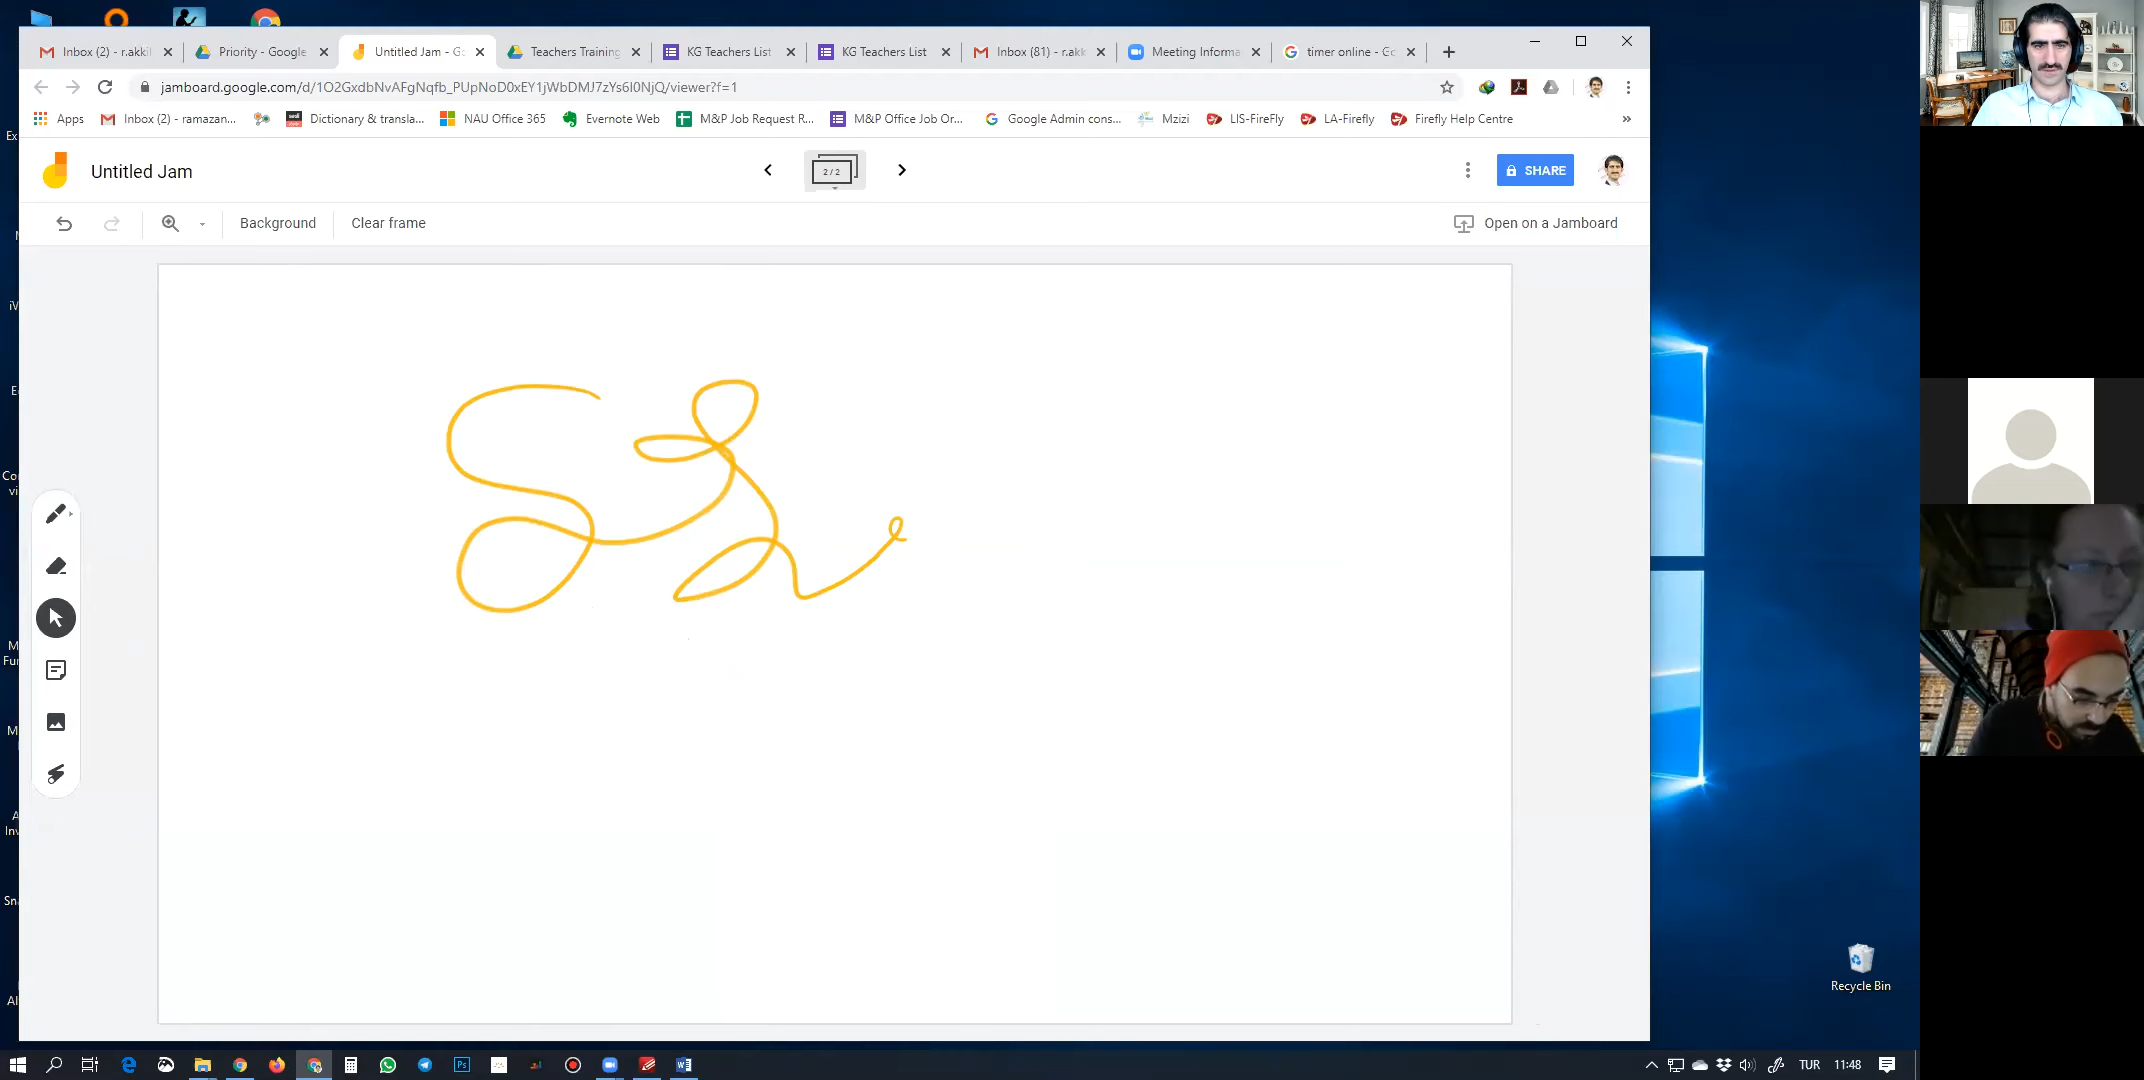 Inbox (2) - r.akkil
Priority - Google
Untitled Jam - Go
Teachers Training
KG Teachers List
KG Teachers List
Inbox (81) - r.akk
Meeting Informa
timer online - Go
jamboard.google.com/d/1O2GxdbNvAFgNqfb_PUpNoD0xEY1jWbDMJ7zYs6I0NjQ/viewer?f=1
Apps
Inbox (2) - ramazan...
Dictionary & transla...
NAU Office 365
Evernote Web
M&P Job Request R...
M&P Office Job Or...
Google Admin cons...
Mzizi
LIS-FireFly
LA-Firefly
Firefly Help Centre
Untitled Jam
2 / 2
SHARE
Background
Clear frame
Open on a Jamboard
Recycle Bin
TUR
11:48